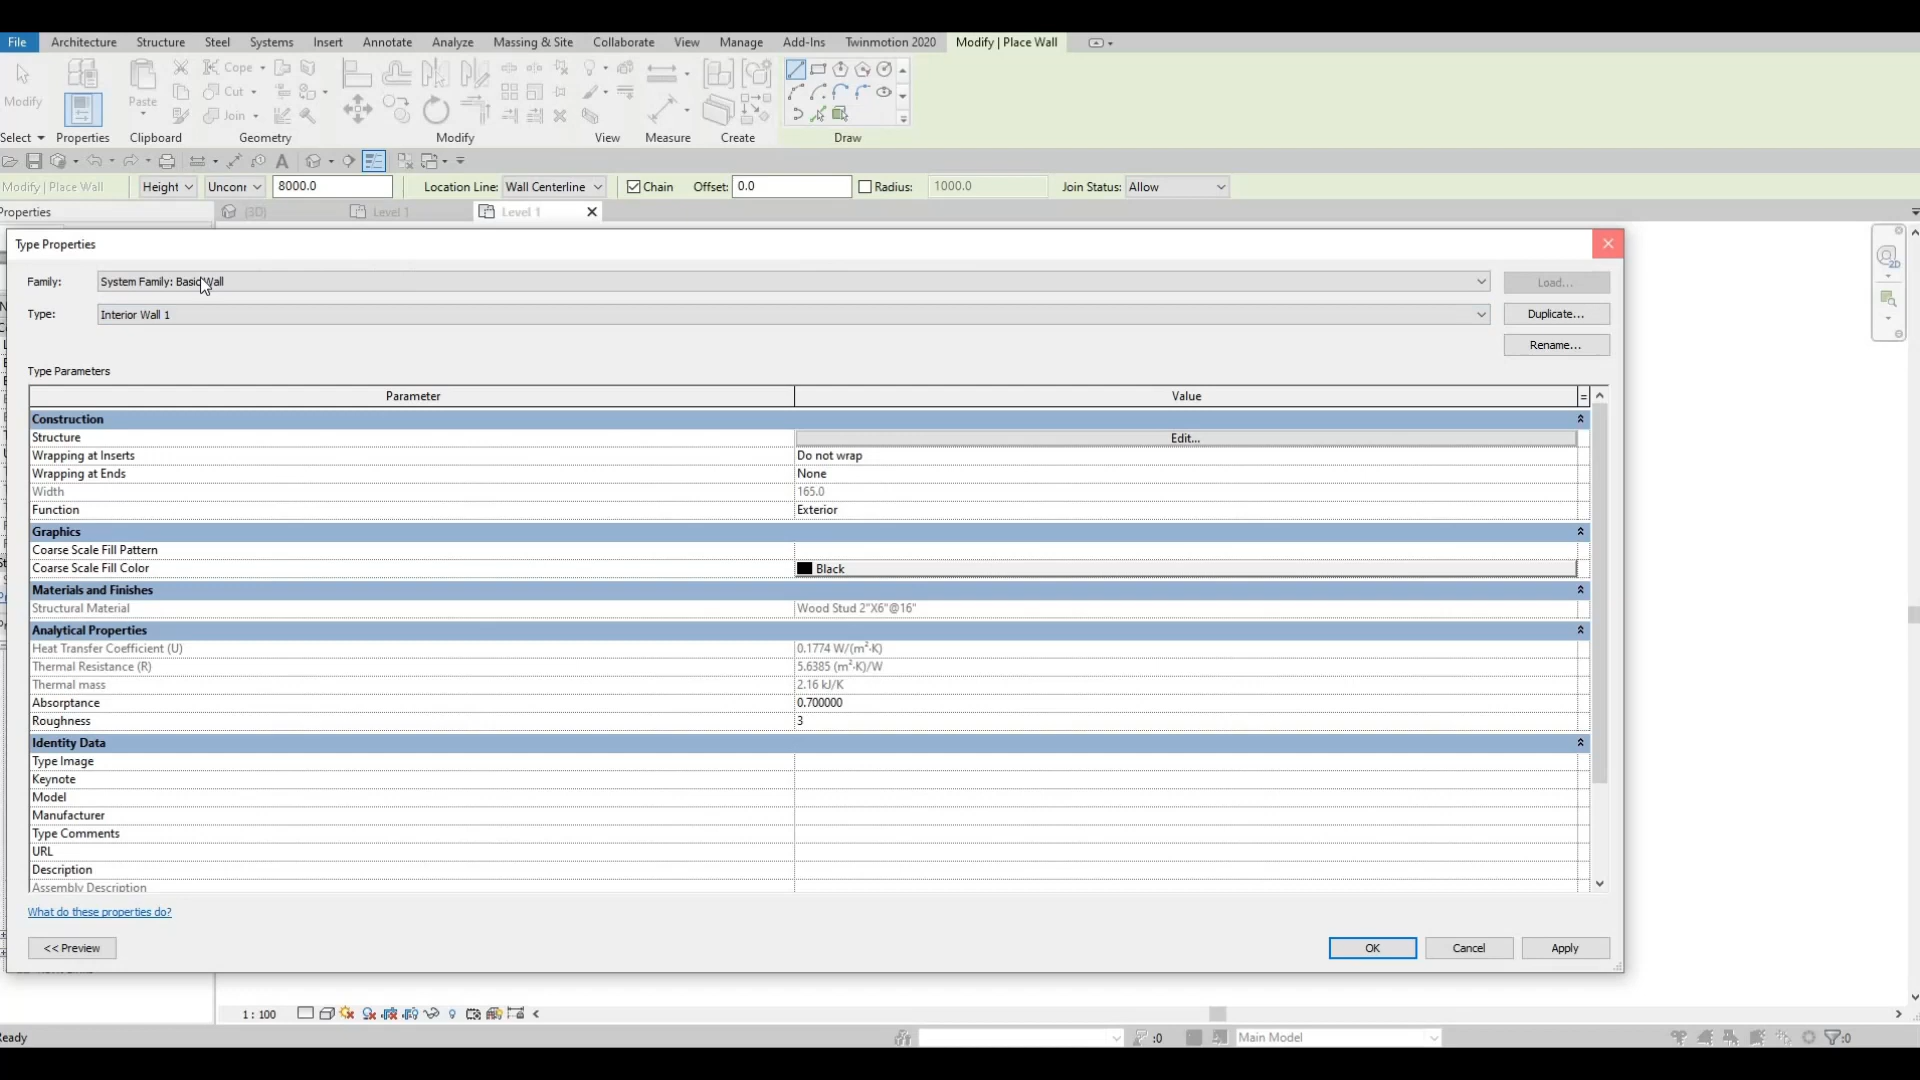 File Architecture Structure Steel Systems Insert Annotate Analyze Massing & Site Collaborate View Manage Add-Ins Twinmotion 2020 Modify | Place Wall
Cope
Cut
Join
Modify Paste
Select Properties Clipboard Geometry Modify View Measure Create Draw
Modify | Place Wall Height 8000.0 Location Line: Wall Centerline Chain Offset: 0.0 Radius: 1000.0 Join Status: Allow
Properties (3D) Level 1 Level 1
Type Properties
Family: System Family: Basic Wall Load...
Type: Interior Wall 1 Duplicate...
Rename...
Type Parameters
Parameter Value =
Construction
Structure Edit...
Wrapping at Inserts Do not wrap
Wrapping at Ends None
Width 165.0
Function Exterior
Graphics
Coarse Scale Fill Pattern
Coarse Scale Fill Color Black
Materials and Finishes
Structural Material Wood Stud 2"X6"@16"
Analytical Properties
Heat Transfer Coefficient (U) 0.1774 W/(m²·K)
Thermal Resistance (R) 5.6385 (m²·K)/W
Thermal mass 2.16 kJ/K
Absorptance 0.700000
Roughness 3
Identity Data
Type Image
Keynote
Model
Manufacturer
Type Comments
URL
Description
Assembly Description
What do these properties do?
<< Preview OK Cancel Apply
1 : 100
:0 Main Model :0